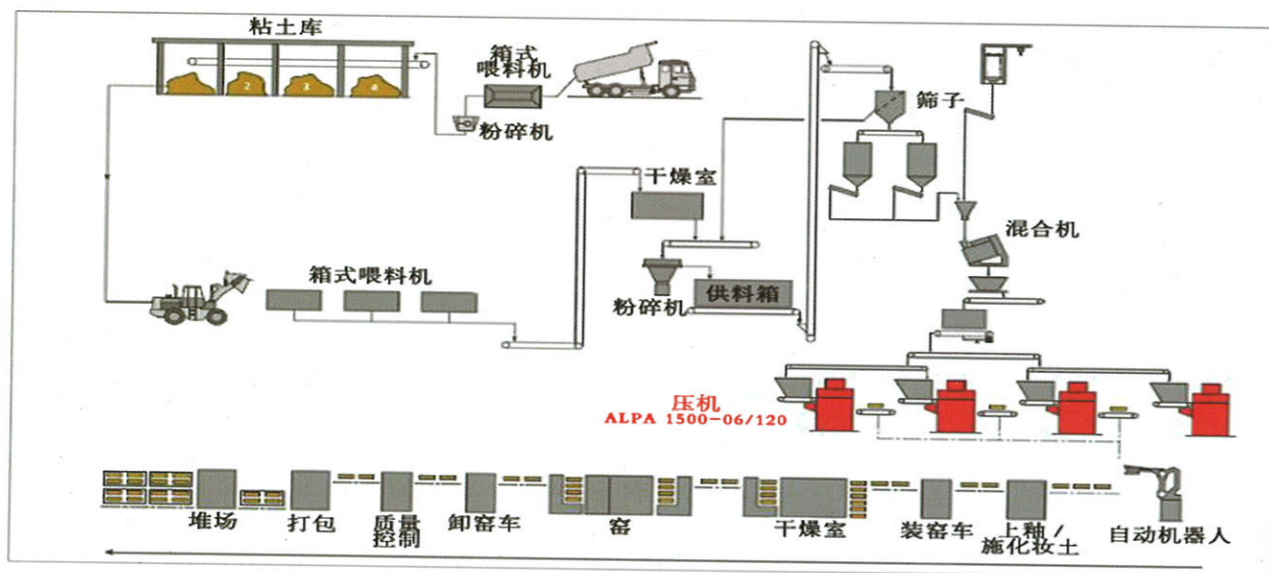 粘土库
箱式
喂料机
粉碎机
2
3
4
筛子
干燥室
混合机
箱式喂料机
粉碎机
供料箱
压机
ALPA 1500-06/120
堆场
打包
质量
控制
卸窑车
窑
干燥室
装窑车
上釉/
施化妆土
自动机器人